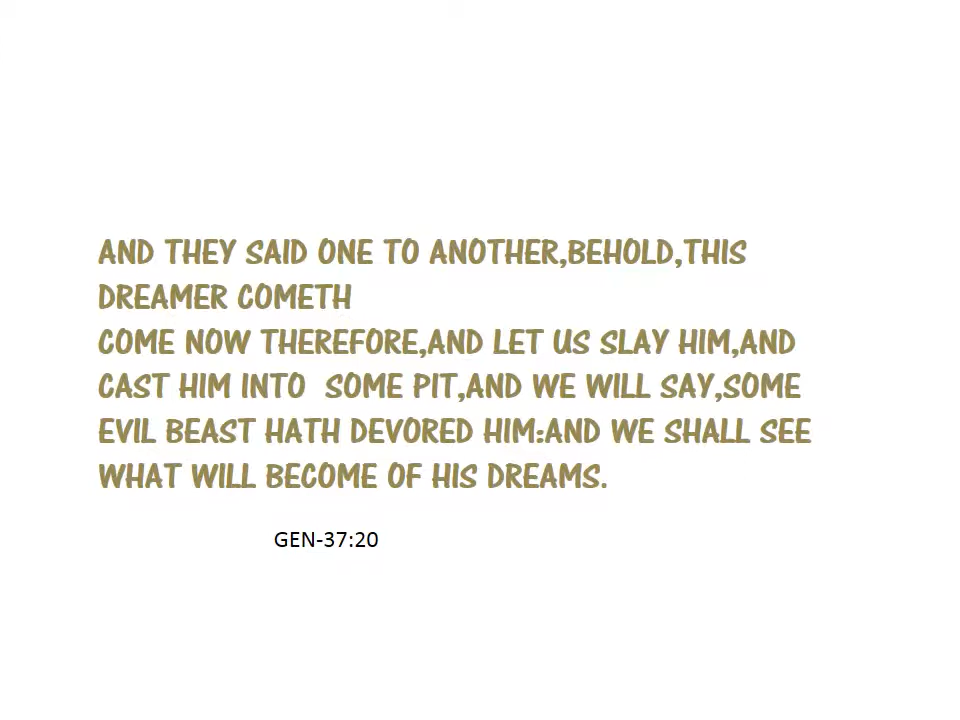 AND THEY SAID ONE TO ANOTHER,BEHOLD,THIS
DREAMER COMETH
COME NOW THEREFORE,AND LET US SLAY HIM,AND
CAST HIM INTO  SOME PIT,AND WE WILL SAY,SOME
EVIL BEAST HATH DEVORED HIM:AND WE SHALL SEE
WHAT WILL BECOME OF HIS DREAMS.
GEN-37:20